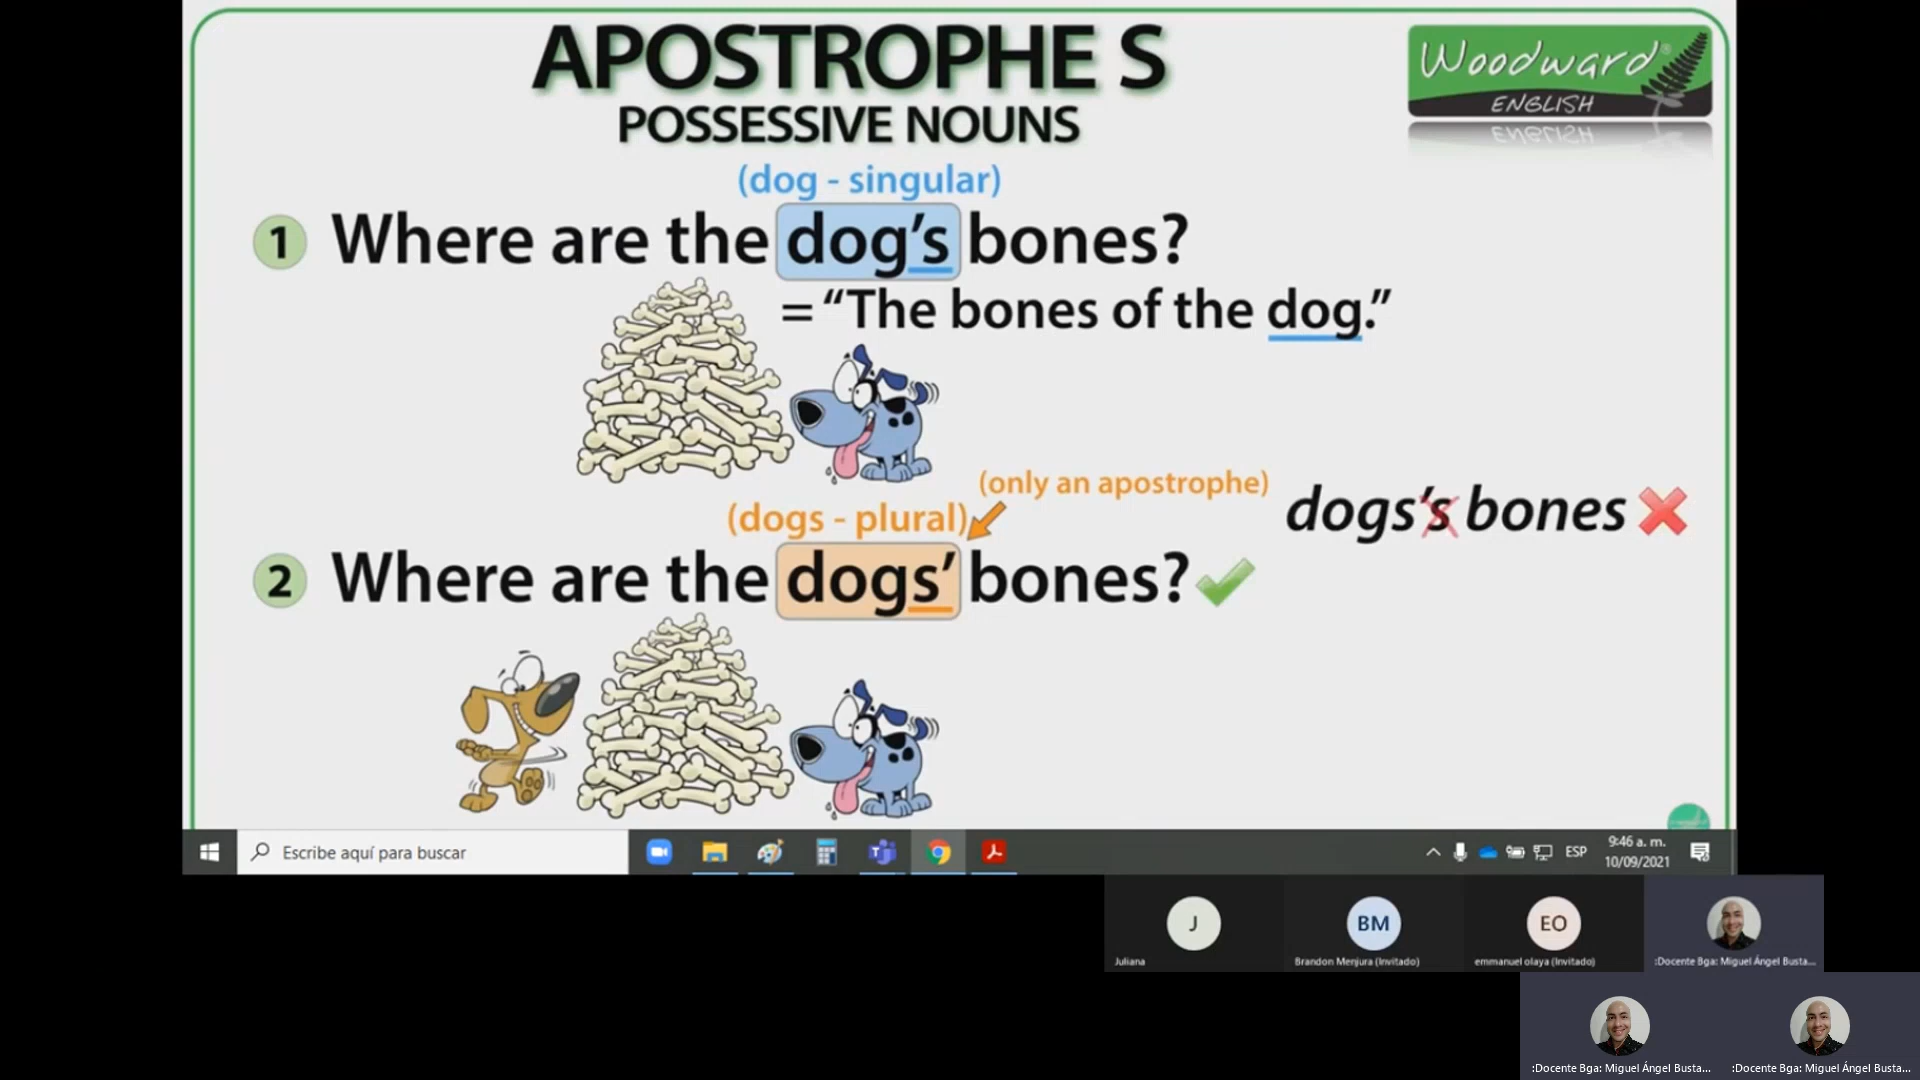 APOSTROPHE S
POSSESSIVE NOUNS
Woodward®
ENGLISH
(dog - singular)
1 Where are the dog’s bones?
= “The bones of the dog.”
(only an apostrophe)
dogs’s bones
(dogs - plural)
2 Where are the dogs’ bones?
Escribe aquí para buscar
ESP
9:46 a. m.
10/09/2021
J
BM
EO
Juliana
Brandon Menjura (Invitado)
emmanuel olaya (Invitado)
:Docente Bga: Miguel Ángel Busta...
:Docente Bga: Miguel Ángel Busta...
:Docente Bga: Miguel Ángel Busta...